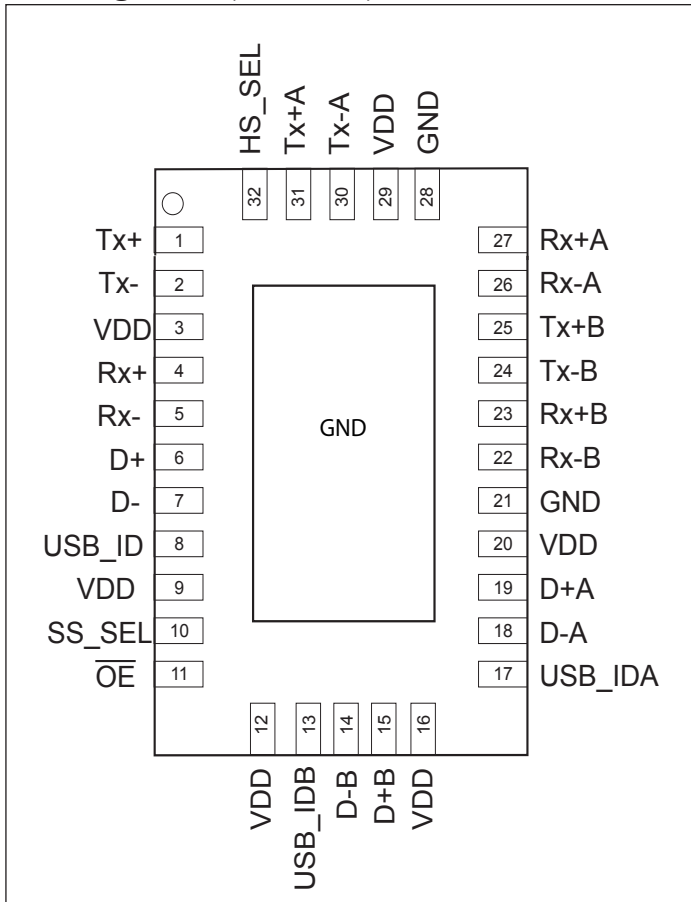 HS_SEL
Tx+A
Tx-A
VDD
GND
32
31
30
29
28
Tx+ 1
Tx- 2
VDD 3
Rx+ 4
Rx- 5
D+ 6
D- 7
USB_ID 8
VDD 9
SS_SEL 10
OE 11
GND
27 Rx+A
26 Rx-A
25 Tx+B
24 Tx-B
23 Rx+B
22 Rx-B
21 GND
20 VDD
19 D+A
18 D-A
17 USB_IDA
12
13
14
15
16
VDD
USB_IDB
D-B
D+B
VDD